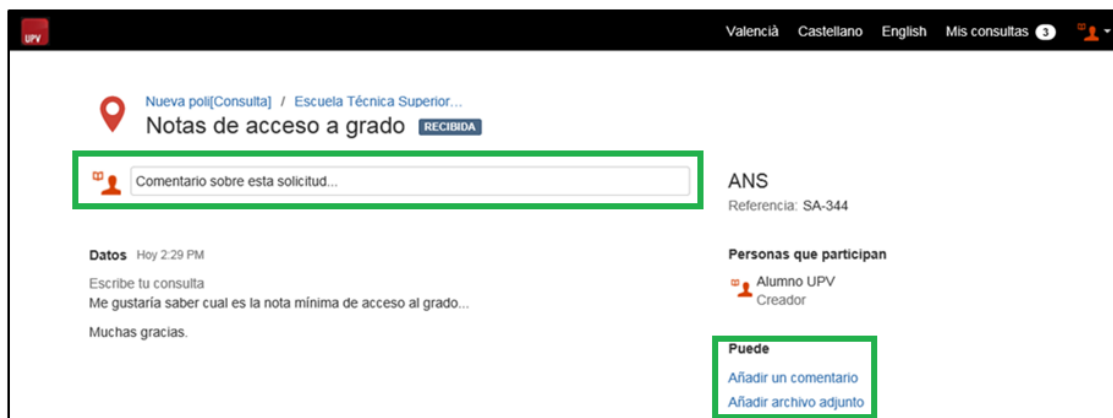 UPV
Valencià Castellano English Mis consultas 3
Nueva poli[Consulta] / Escuela Técnica Superior...
Notas de acceso a grado RECIBIDA
Comentario sobre esta solicitud...
ANS
Referencia: SA-344
Datos Hoy 2:29 PM
Escribe tu consulta
Me gustaría saber cual es la nota mínima de acceso al grado...
Muchas gracias.
Personas que participan
Alumno UPV
Creador
Puede
Añadir un comentario
Añadir archivo adjunto